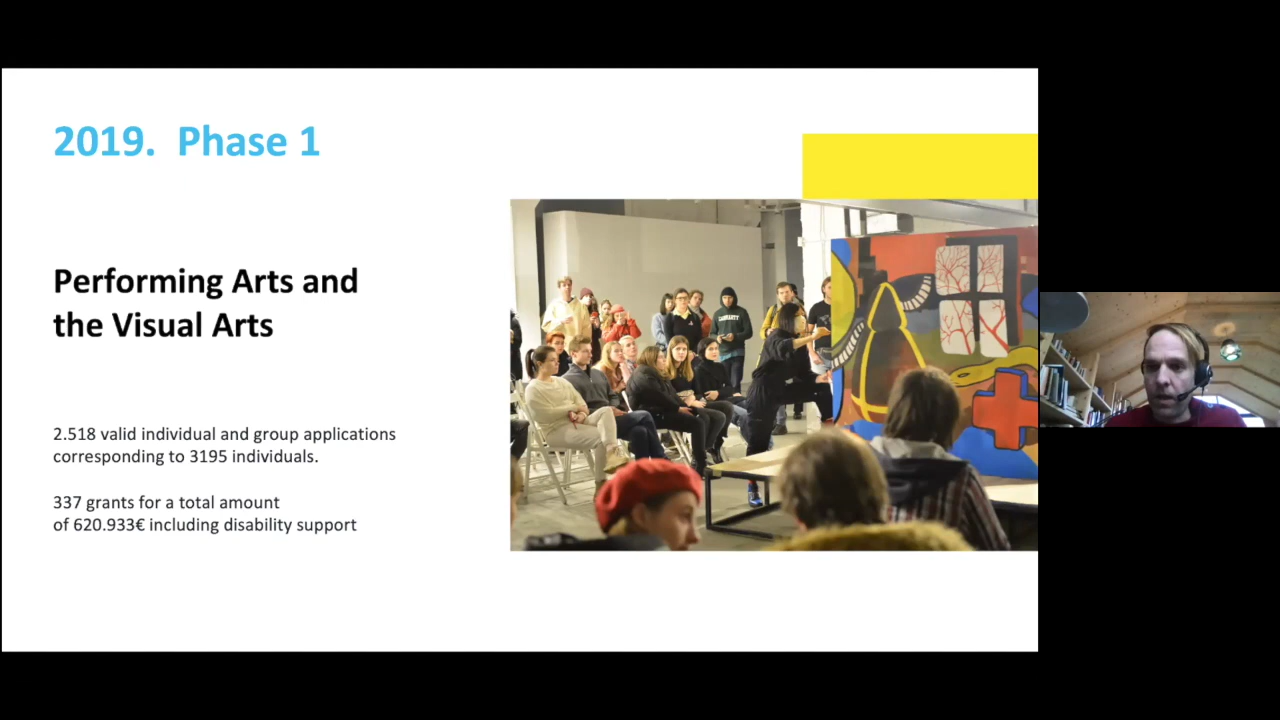 2019. Phase 1
Performing Arts and
the Visual Arts
2.518 valid individual and group applications
corresponding to 3195 individuals.
337 grants for a total amount
of 620.933€ including disability support